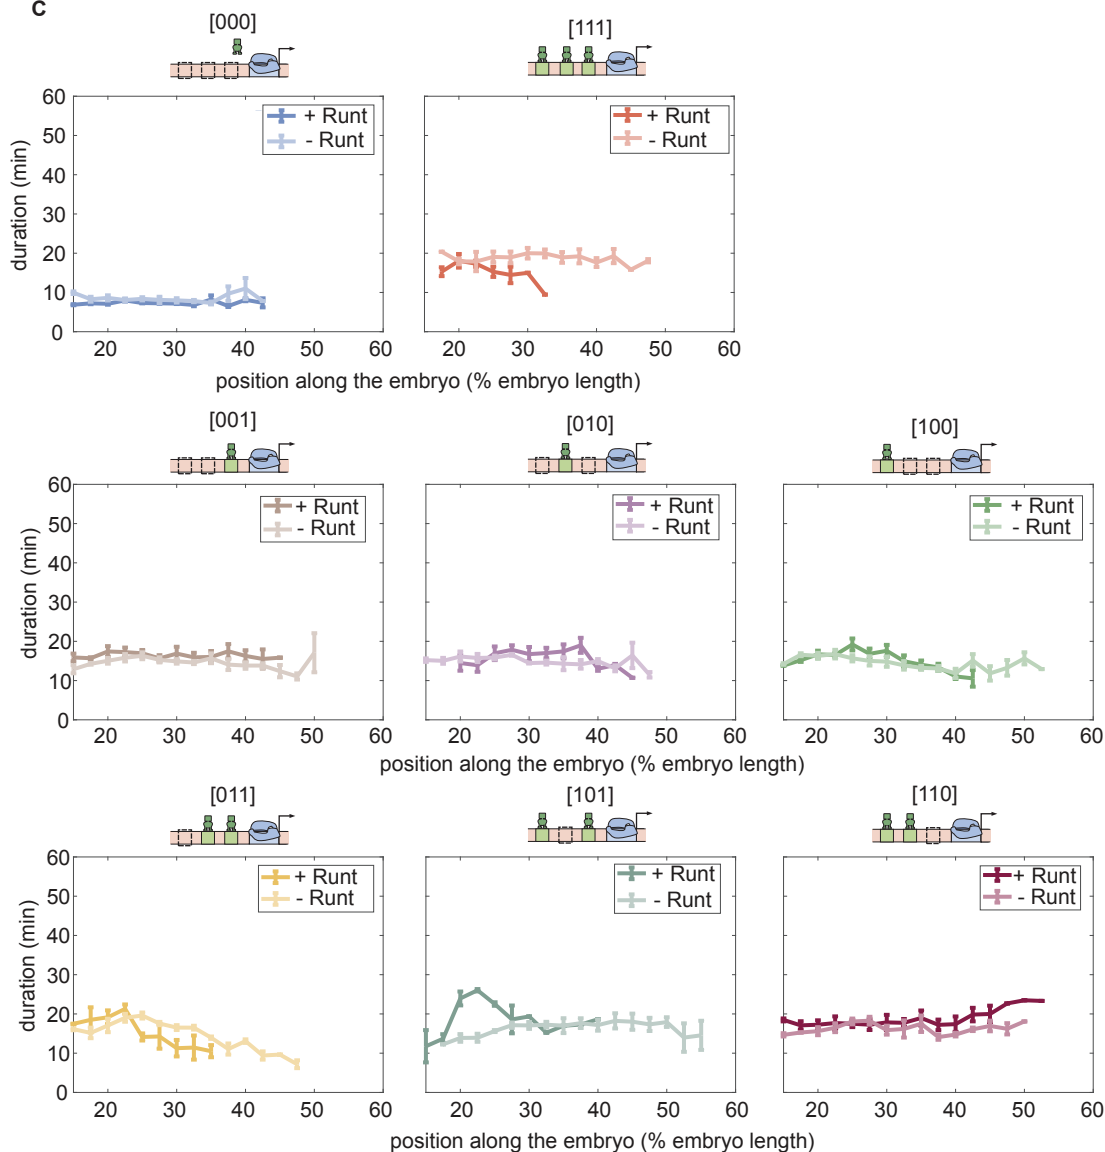 C
[000]
[111]
60
50
40
30
20
10
0
duration (min)
+ Runt
- Runt
+ Runt
- Runt
20 30 40 50 60
20 30 40 50 60
position along the embryo (% embryo length)
[001]
[010]
[100]
60
50
40
30
20
10
0
duration (min)
+ Runt
- Runt
+ Runt
- Runt
+ Runt
- Runt
20 30 40 50 60
20 30 40 50 60
20 30 40 50 60
position along the embryo (% embryo length)
[011]
[101]
[110]
60
50
40
30
20
10
0
duration (min)
+ Runt
- Runt
+ Runt
- Runt
+ Runt
- Runt
20 30 40 50 60
20 30 40 50 60
20 30 40 50 60
position along the embryo (% embryo length)